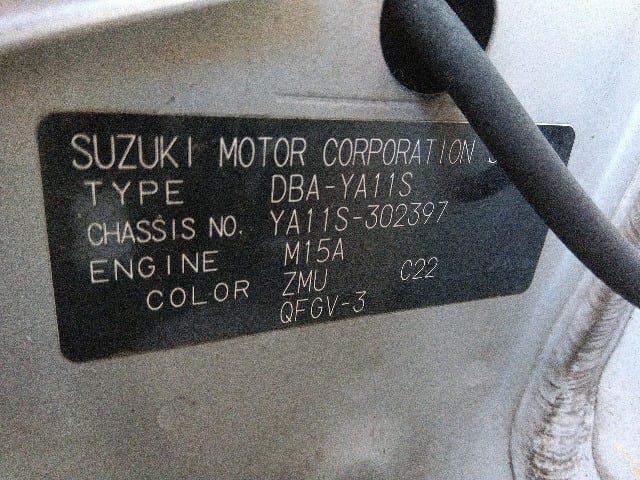 SUZUKI MOTOR CORPORATION
TYPE DBA-YA11S
CHASSIS NO. YA11S-302397
ENGINE M15A
COLOR ZMU C22
QFGV-3